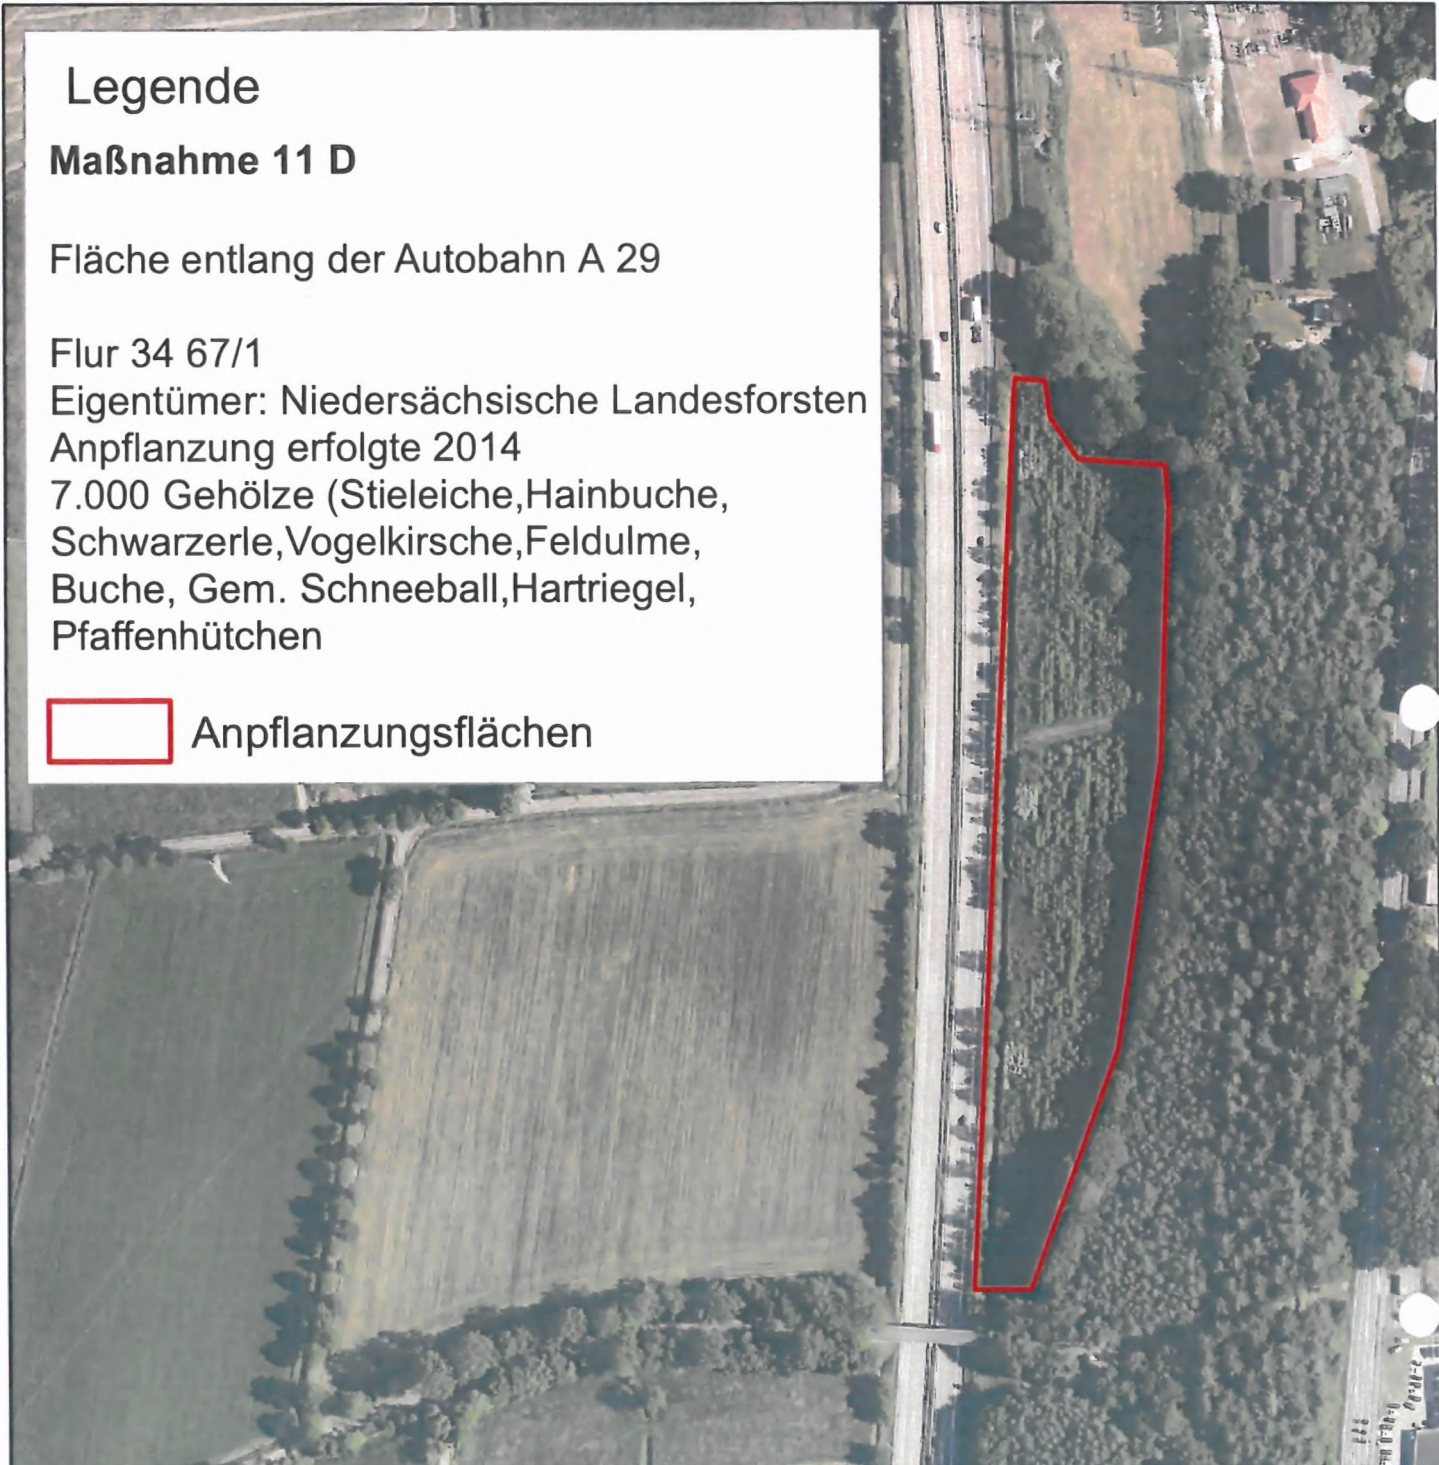 Legende
Maßnahme 11 D
Fläche entlang der Autobahn A 29
Flur 34 67/1
Eigentümer: Niedersächsische Landesforsten
Anpflanzung erfolgte 2014
7.000 Gehölze (Stieleiche,Hainbuche,
Schwarzerle,Vogelkirsche,Feldulme,
Buche, Gem. Schneeball,Hartriegel,
Pfaffenhütchen
Anpflanzungsflächen